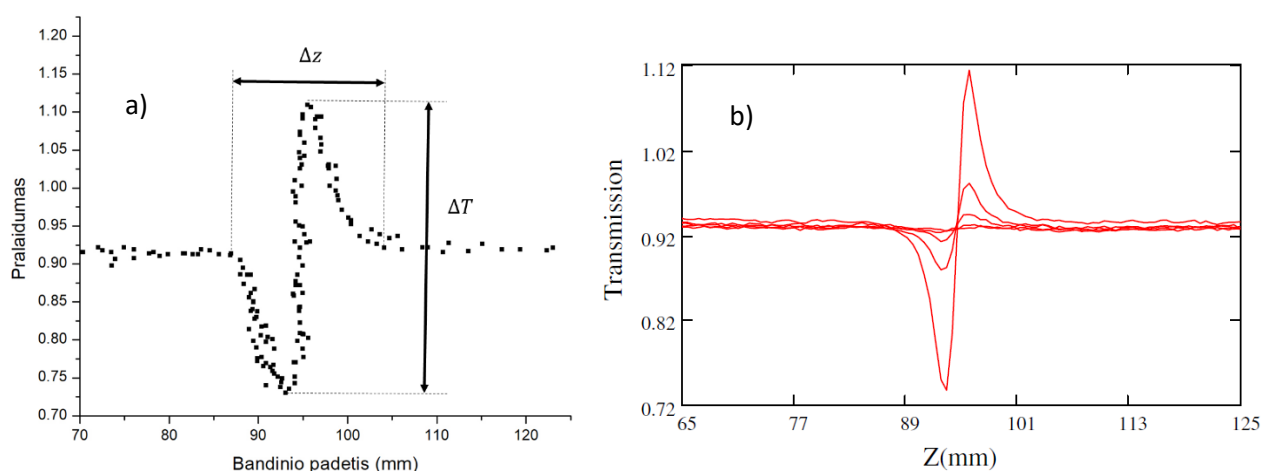 a)
Δz
ΔT
1.20
1.15
1.10
1.05
1.00
0.95
0.90
0.85
0.80
0.75
0.70
Pralaidumas
70 80 90 100 110 120
Bandinio padetis (mm)
b)
1.12
1.02
0.92
0.82
0.72
Transmission
65 77 89 101 113 125
Z(mm)